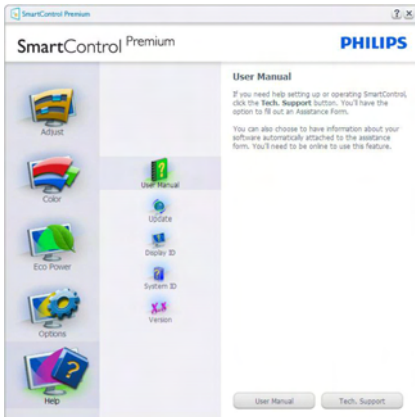 SmartControl Premium
SmartControl Premium
PHILIPS
Adjust
Color
Eco Power
Options
Help
User Manual
Update
Display ID
System ID
Version
User Manual
If you need help setting up or operating SmartControl,
click the Tech. Support button. You'll have the
option to fill out an Assistance Form.
You can also choose to have information about your
software automatically attached to the assistance
form. You'll need to be online to use this feature.
User Manual
Tech. Support